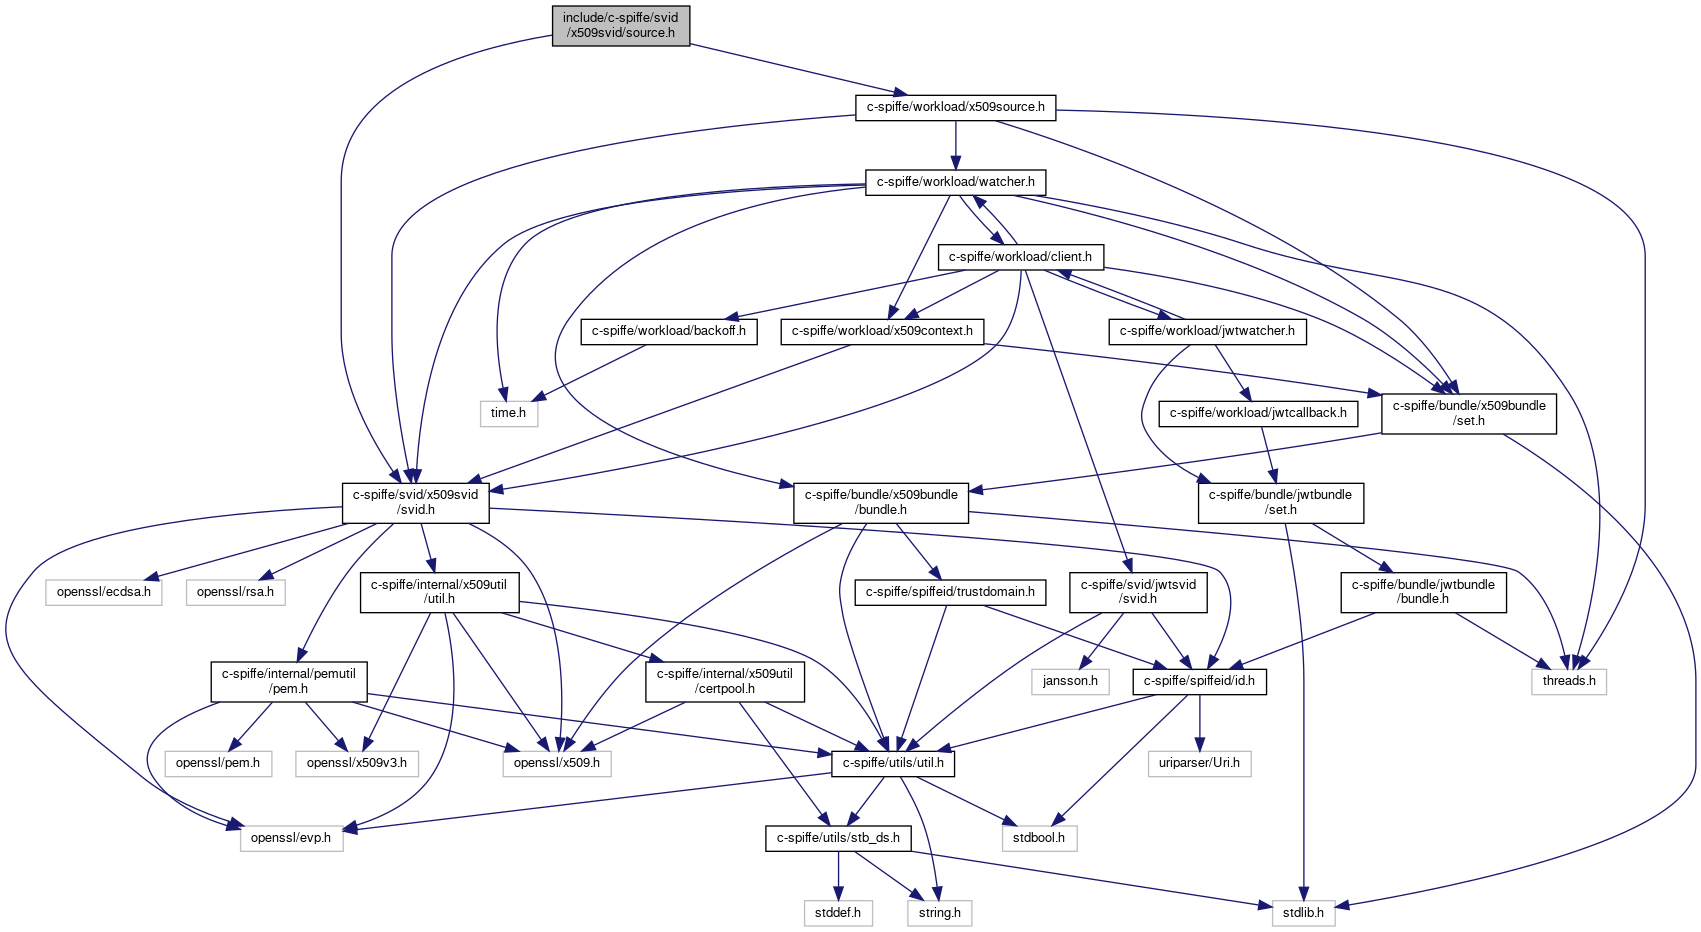 include/c-spiffe/svid
/x509svid/source.h
c-spiffe/workload/x509source.h
c-spiffe/workload/watcher.h
c-spiffe/workload/client.h
c-spiffe/workload/backoff.h
c-spiffe/workload/x509context.h
c-spiffe/workload/jwtwatcher.h
time.h
c-spiffe/workload/jwtcallback.h
c-spiffe/bundle/x509bundle
/set.h
c-spiffe/svid/x509svid
/svid.h
c-spiffe/bundle/x509bundle
/bundle.h
c-spiffe/bundle/jwtbundle
/set.h
openssl/ecdsa.h
openssl/rsa.h
c-spiffe/internal/x509util
/util.h
c-spiffe/spiffeid/trustdomain.h
c-spiffe/svid/jwtsvid
/svid.h
c-spiffe/bundle/jwtbundle
/bundle.h
c-spiffe/internal/pemutil
/pem.h
c-spiffe/internal/x509util
/certpool.h
jansson.h
c-spiffe/spiffeid/id.h
threads.h
openssl/pem.h
openssl/x509v3.h
openssl/x509.h
c-spiffe/utils/util.h
uriparser/Uri.h
openssl/evp.h
c-spiffe/utils/stb_ds.h
stdbool.h
stddef.h
string.h
stdlib.h